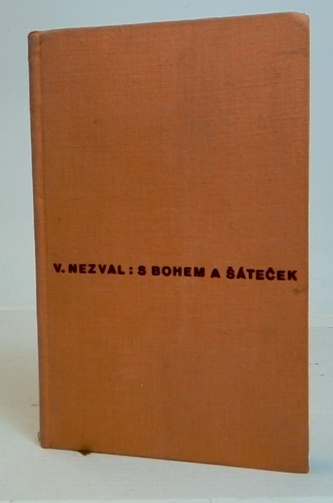 V. NEZVAL: S BOHEM A ŠÁTEČEK